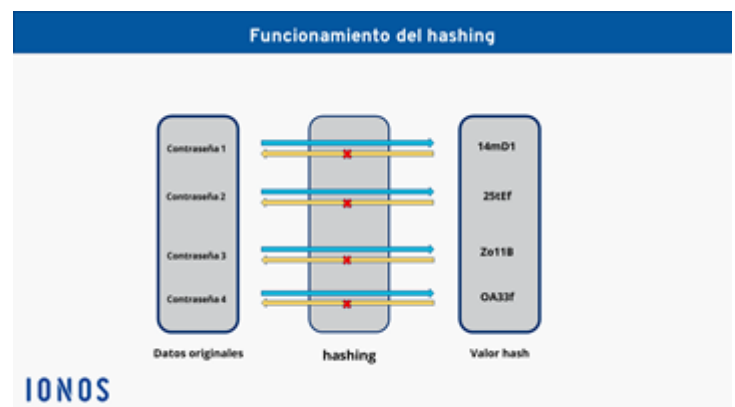 Funcionamiento del hashing
Contraseña 1
14mD1
Contraseña 2
25tEf
Contraseña 3
Zo11B
Contraseña 4
OA33f
Datos originales
hashing
Valor hash
IONOS